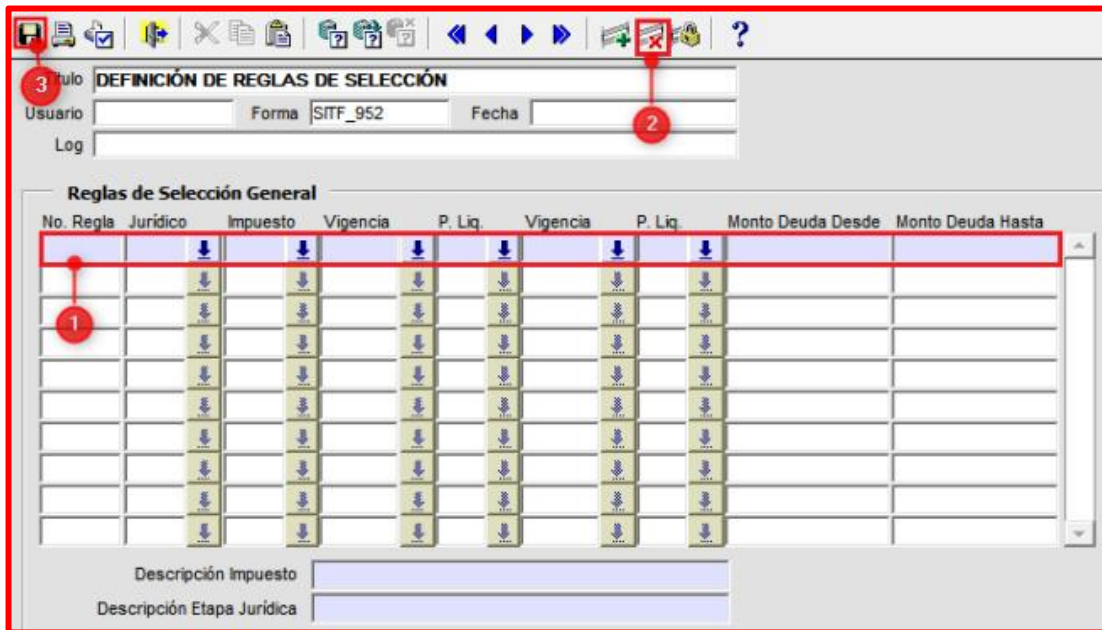 ?
3 Título DEFINICIÓN DE REGLAS DE SELECCIÓN
Usuario Forma SITF_952 Fecha
2
Log
Reglas de Selección General
No. Regla Jurídico Impuesto Vigencia P. Liq. Vigencia P. Liq. Monto Deuda Desde Monto Deuda Hasta
1
Descripción Impuesto
Descripción Etapa Jurídica